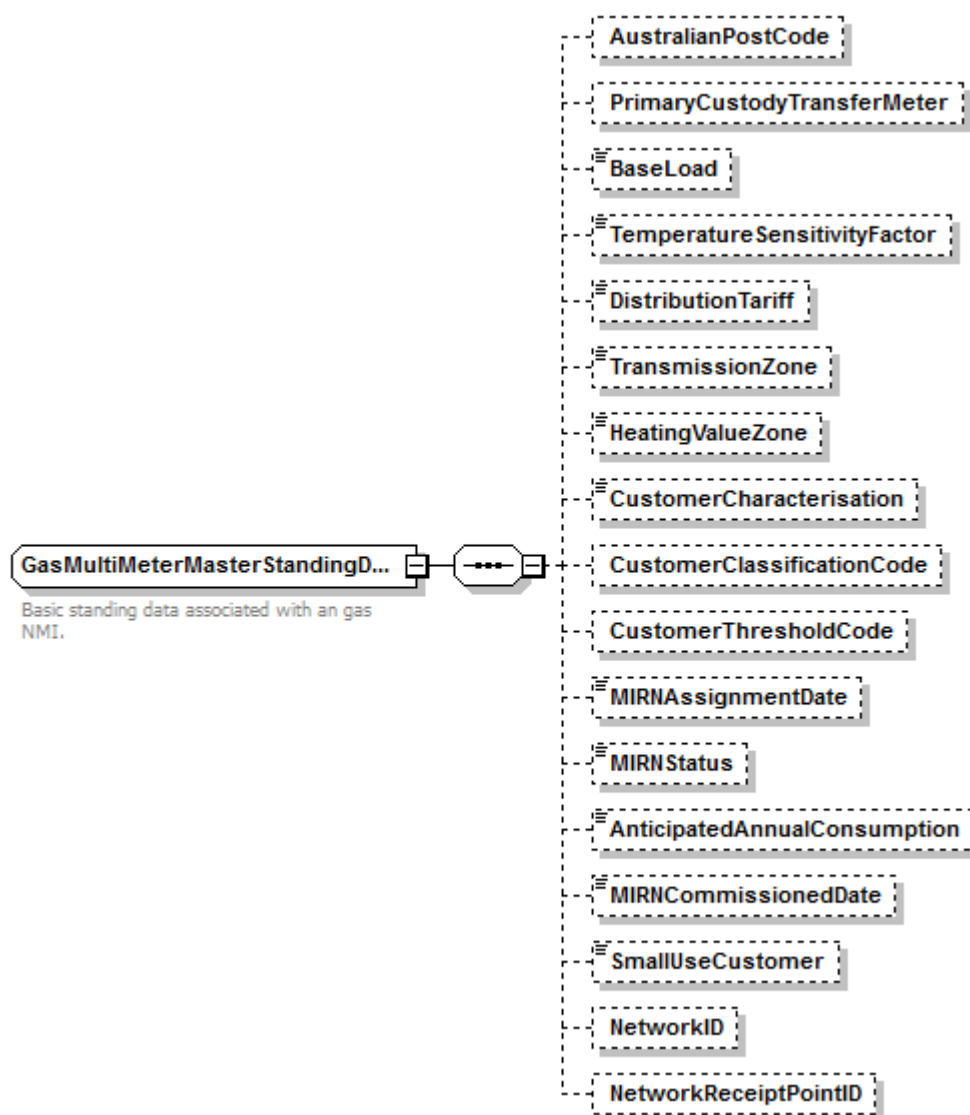 AustralianPostCode
PrimaryCustodyTransferMeter
BaseLoad
TemperatureSensitivityFactor
DistributionTariff
TransmissionZone
HeatingValueZone
CustomerCharacterisation
GasMultiMeterMasterStandingD...
Basic standing data associated with an gas
NMI.
CustomerClassificationCode
CustomerThresholdCode
MIRNAssignmentDate
MIRNStatus
AnticipatedAnnualConsumption
MIRNCommissionedDate
SmallUseCustomer
NetworkID
NetworkReceiptPointID